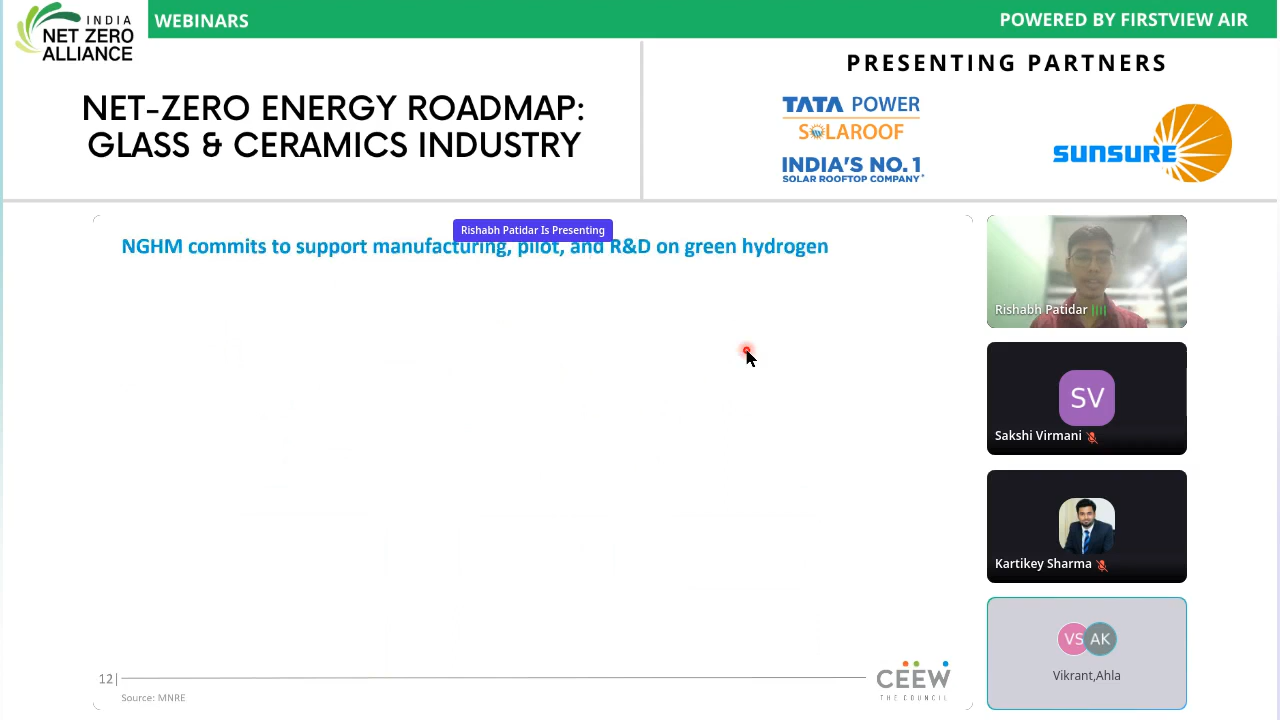 INDIA
NET ZERO
ALLIANCE
WEBINARS
POWERED BY FIRSTVIEW AIR
NET-ZERO ENERGY ROADMAP:
GLASS & CERAMICS INDUSTRY
PRESENTING PARTNERS
TATA POWER
SOLAROOF
INDIA'S NO. 1
SOLAR ROOFTOP COMPANY*
SUNSURE
Rishabh Patidar Is Presenting
NGHM commits to support manufacturing, pilot, and R&D on green hydrogen
12|
Source: MNRE
CEEW
THE COUNCIL
Rishabh Patidar
SV
Sakshi Virmani
Kartikey Sharma
VS AK
Vikrant,Ahla